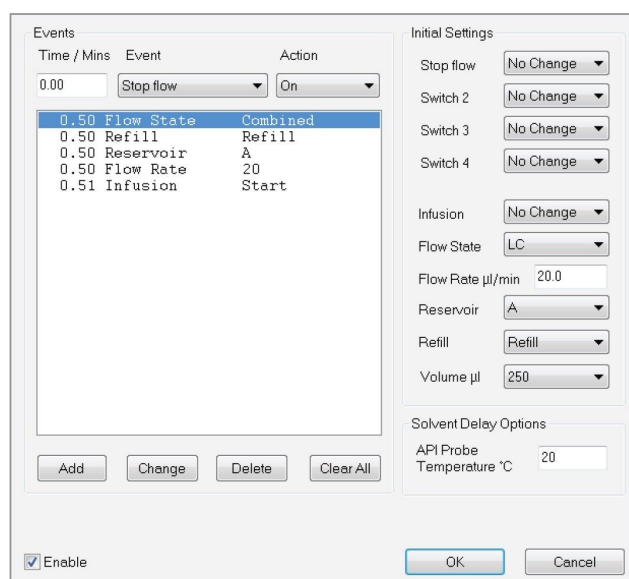 Events
Time / Mins Event Action
0.00 Stop flow On
0.50 Flow State Combined
0.50 Refill Refill
0.50 Reservoir A
0.50 Flow Rate 20
0.51 Infusion Start
Add Change Delete Clear All
Initial Settings
Stop flow No Change
Switch 2 No Change
Switch 3 No Change
Switch 4 No Change
Infusion No Change
Flow State LC
Flow Rate µl/min 20.0
Reservoir A
Refill Refill
Volume µl 250
Solvent Delay Options
API Probe
Temperature °C 20
Enable
OK Cancel